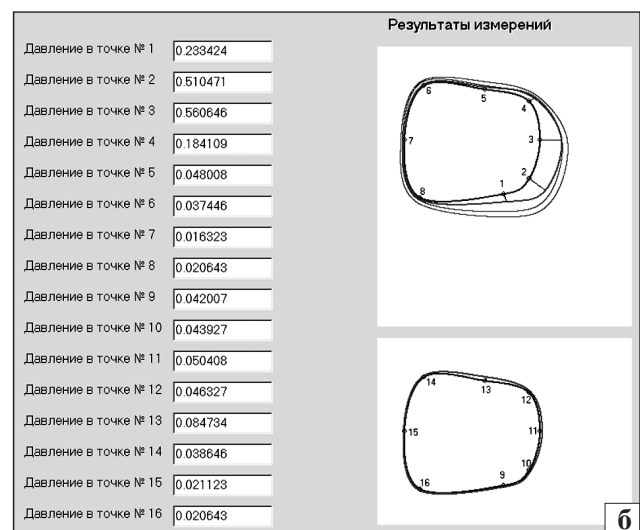 Результаты измерений
Давление в точке № 1 0.233424
Давление в точке № 2 0.510471
Давление в точке № 3 0.560646
Давление в точке № 4 0.184109
Давление в точке № 5 0.048008
Давление в точке № 6 0.037446
Давление в точке № 7 0.016323
Давление в точке № 8 0.020643
Давление в точке № 9 0.042007
Давление в точке № 10 0.043927
Давление в точке № 11 0.050408
Давление в точке № 12 0.046327
Давление в точке № 13 0.084734
Давление в точке № 14 0.038646
Давление в точке № 15 0.021123
Давление в точке № 16 0.020643
6
5
4
7
3
2
1
8
14
13
12
15
11
10
9
16
б